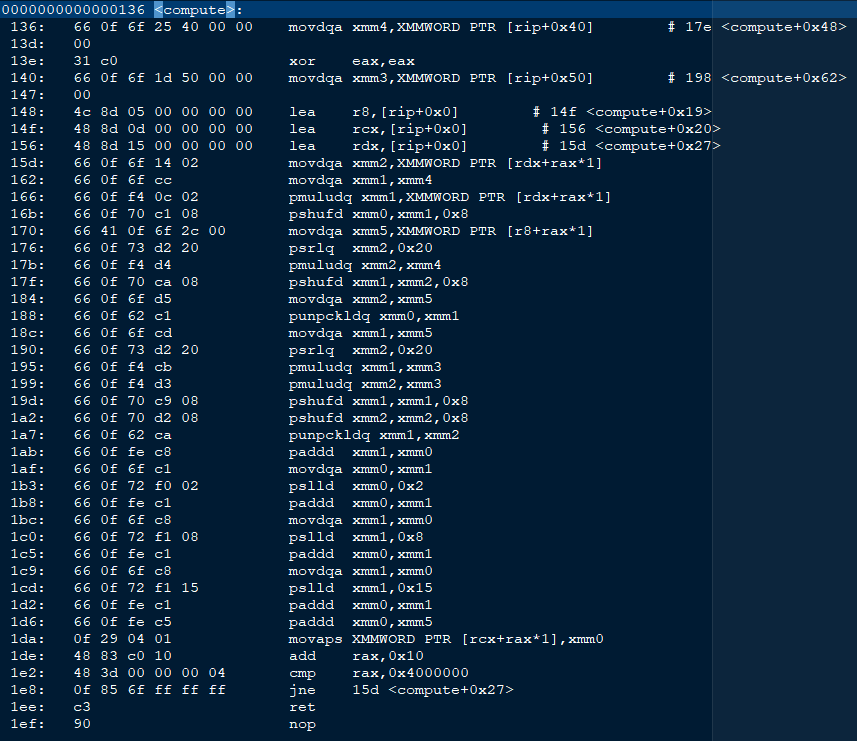 0000000000000136 <compute>:
136: 66 0f 6f 25 40 00 00 movdqa xmm4,XMMWORD PTR [rip+0x40] # 17e <compute+0x48>
13d: 00
13e: 31 c0 xor eax,eax
140: 66 0f 6f 1d 50 00 00 movdqa xmm3,XMMWORD PTR [rip+0x50] # 198 <compute+0x62>
147: 00
148: 4c 8d 05 00 00 00 00 lea r8,[rip+0x0] # 14f <compute+0x19>
14f: 48 8d 0d 00 00 00 00 lea rcx,[rip+0x0] # 156 <compute+0x20>
156: 48 8d 15 00 00 00 00 lea rdx,[rip+0x0] # 15d <compute+0x27>
15d: 66 0f 6f 14 02 movdqa xmm2,XMMWORD PTR [rdx+rax*1]
162: 66 0f 6f cc movdqa xmm1,xmm4
166: 66 0f f4 0c 02 pmuludq xmm1,XMMWORD PTR [rdx+rax*1]
16b: 66 0f 70 c1 08 pshufd xmm0,xmm1,0x8
170: 66 41 0f 6f 2c 00 movdqa xmm5,XMMWORD PTR [r8+rax*1]
176: 66 0f 73 d2 20 psrlq xmm2,0x20
17b: 66 0f f4 d4 pmuludq xmm2,xmm4
17f: 66 0f 70 ca 08 pshufd xmm1,xmm2,0x8
184: 66 0f 6f d5 movdqa xmm2,xmm5
188: 66 0f 62 c1 punpckldq xmm0,xmm1
18c: 66 0f 6f cd movdqa xmm1,xmm5
190: 66 0f 73 d2 20 psrlq xmm2,0x20
195: 66 0f f4 cb pmuludq xmm1,xmm3
199: 66 0f f4 d3 pmuludq xmm2,xmm3
19d: 66 0f 70 c9 08 pshufd xmm1,xmm1,0x8
1a2: 66 0f 70 d2 08 pshufd xmm2,xmm2,0x8
1a7: 66 0f 62 ca punpckldq xmm1,xmm2
1ab: 66 0f fe c8 paddd xmm1,xmm0
1af: 66 0f 6f c1 movdqa xmm0,xmm1
1b3: 66 0f 72 f0 02 pslld xmm0,0x2
1b8: 66 0f fe c1 paddd xmm0,xmm1
1bc: 66 0f 6f c8 movdqa xmm1,xmm0
1c0: 66 0f 72 f1 08 pslld xmm1,0x8
1c5: 66 0f fe c1 paddd xmm0,xmm1
1c9: 66 0f 6f c8 movdqa xmm1,xmm0
1cd: 66 0f 72 f1 15 pslld xmm1,0x15
1d2: 66 0f fe c1 paddd xmm0,xmm1
1d6: 66 0f fe c5 paddd xmm0,xmm5
1da: 0f 29 04 01 movaps XMMWORD PTR [rcx+rax*1],xmm0
1de: 48 83 c0 10 add rax,0x10
1e2: 48 3d 00 00 00 04 cmp rax,0x4000000
1e8: 0f 85 6f ff ff ff jne 15d <compute+0x27>
1ee: c3 ret
1ef: 90 nop